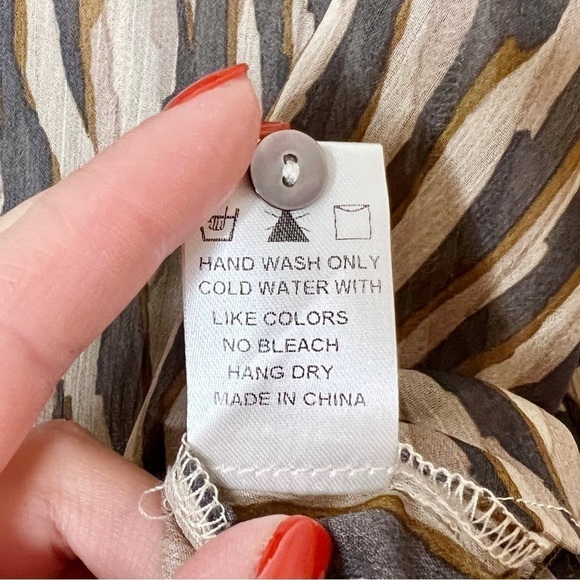 HAND WASH ONLY
COLD WATER WITH
LIKE COLORS
NO BLEACH
HANG DRY
MADE IN CHINA